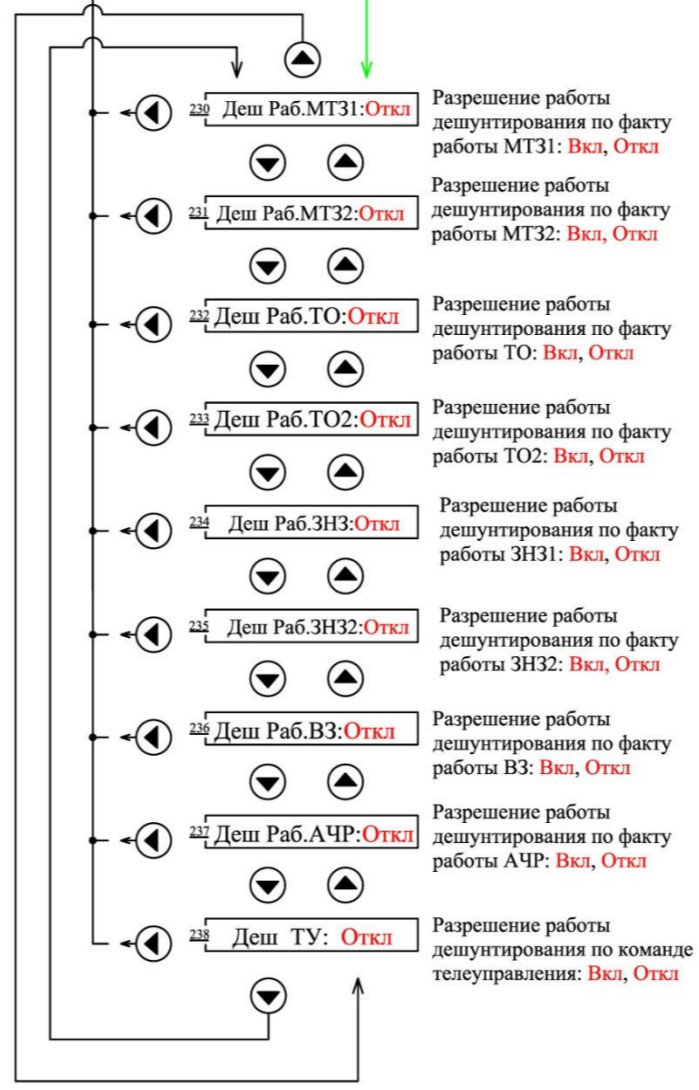 230 Деш Раб.МТЗ1:Откл
Разрешение работы
дешунтирования по факту
работы МТЗ1: Вкл, Откл
231 Деш Раб.МТЗ2:Откл
Разрешение работы
дешунтирования по факту
работы МТЗ2: Вкл, Откл
232 Деш Раб.ТО:Откл
Разрешение работы
дешунтирования по факту
работы ТО: Вкл, Откл
233 Деш Раб.ТО2:Откл
Разрешение работы
дешунтирования по факту
работы ТО2: Вкл, Откл
234 Деш Раб.ЗНЗ:Откл
Разрешение работы
дешунтирования по факту
работы ЗНЗ1: Вкл, Откл
235 Деш Раб.ЗНЗ2:Откл
Разрешение работы
дешунтирования по факту
работы ЗНЗ2: Вкл, Откл
236 Деш Раб.ВЗ:Откл
Разрешение работы
дешунтирования по факту
работы ВЗ: Вкл, Откл
237 Деш Раб.АЧР:Откл
Разрешение работы
дешунтирования по факту
работы АЧР: Вкл, Откл
238 Деш ТУ: Откл
Разрешение работы
дешунтирования по команде
телеуправления: Вкл, Откл